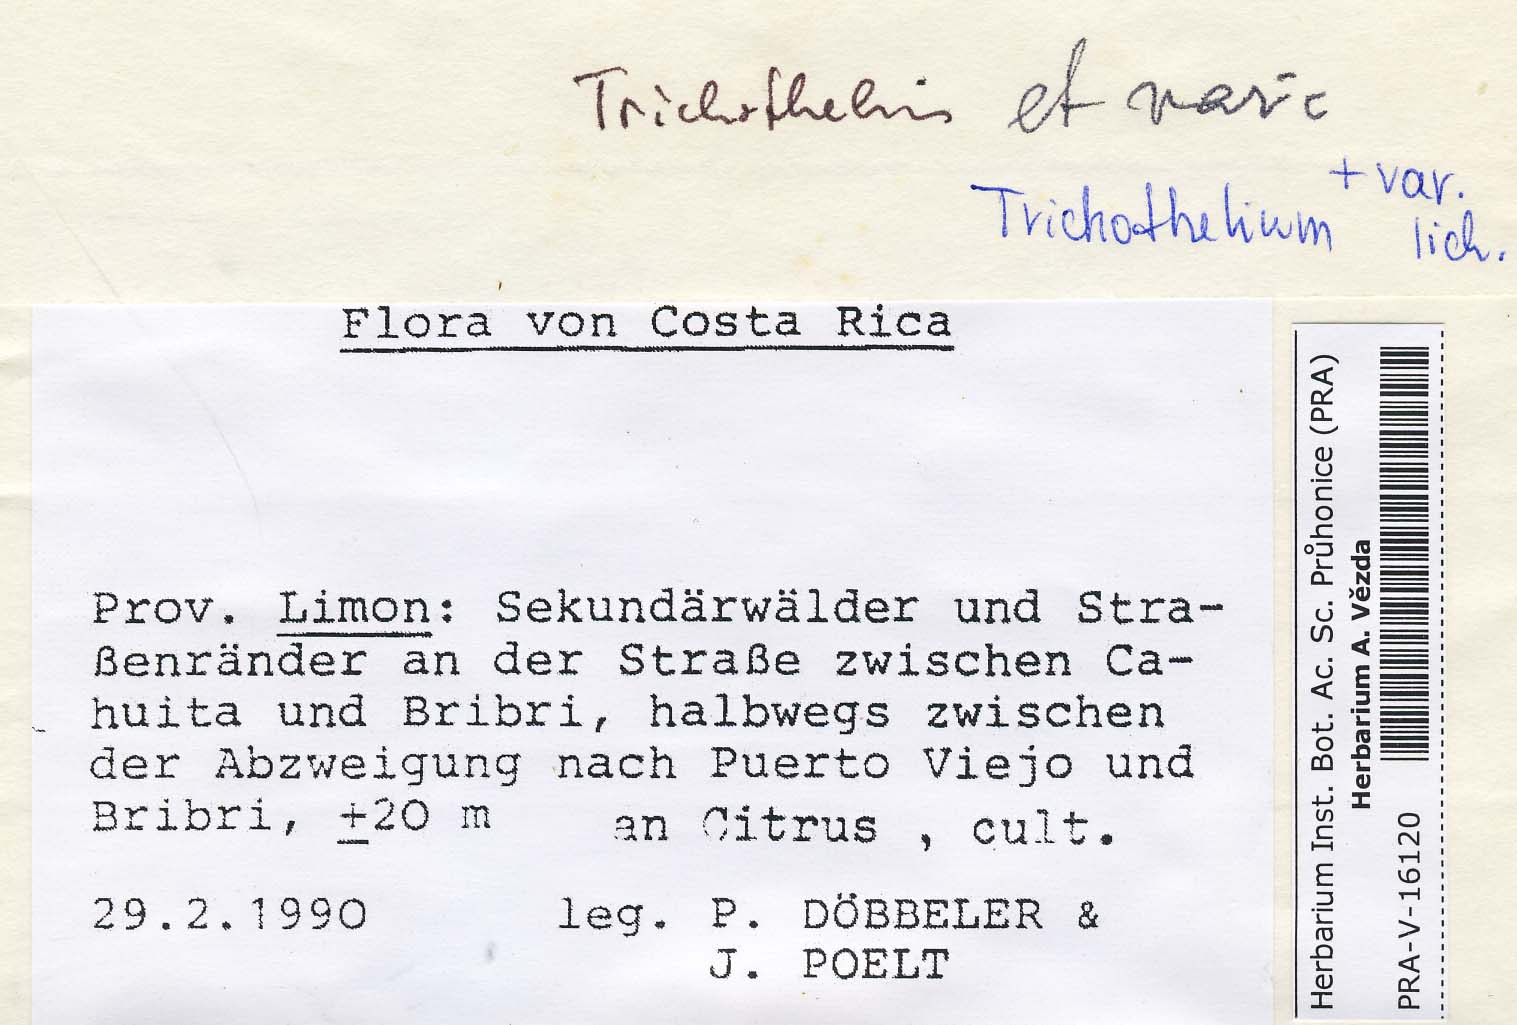 Trichothelium et varic
+ var.
Trichothelium lich.
Flora von Costa Rica
Prov. Limon: Sekundärwälder und Stra-
ßenränder an der Straße zwischen Ca-
huita und Bribri, halbwegs zwischen
der Abzweigung nach Puerto Viejo und
Bribri, ±20 m an Citrus , cult.
29.2.1990 leg. P. DÖBBELER &
J. POELT
Herbarium Inst. Bot. Ac. Sc. Průhonice (PRA)
Herbarium A. Vězda
PRA-V-16120